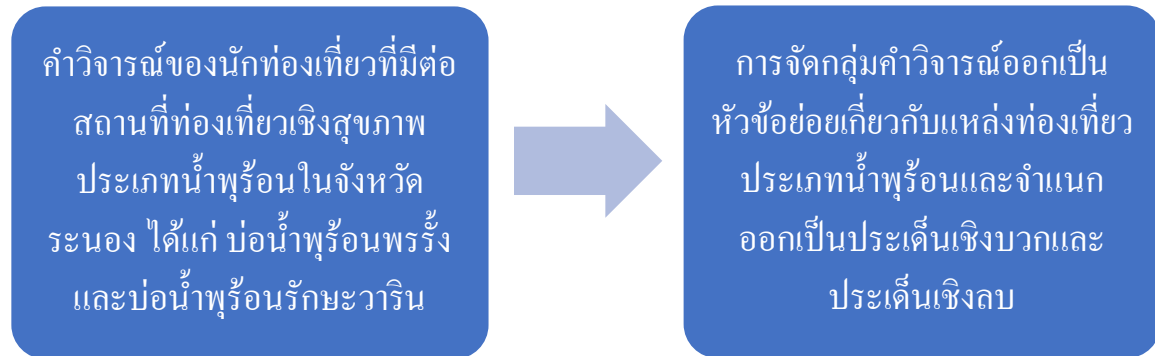 คำวิจารณ์ของนักท่องเที่ยวที่มีต่อ
สถานที่ท่องเที่ยวเชิงสุขภาพ
ประเภทน้ำพุร้อนในจังหวัด
ระนอง ได้แก่ บ่อน้ำพุร้อนพรรั้ง
และบ่อน้ำพุร้อนรักษะวาริน
การจัดกลุ่มคำวิจารณ์ออกเป็น
หัวข้อย่อยเกี่ยวกับแหล่งท่องเที่ยว
ประเภทน้ำพุร้อนและจำแนก
ออกเป็นประเด็นเชิงบวกและ
ประเด็นเชิงลบ